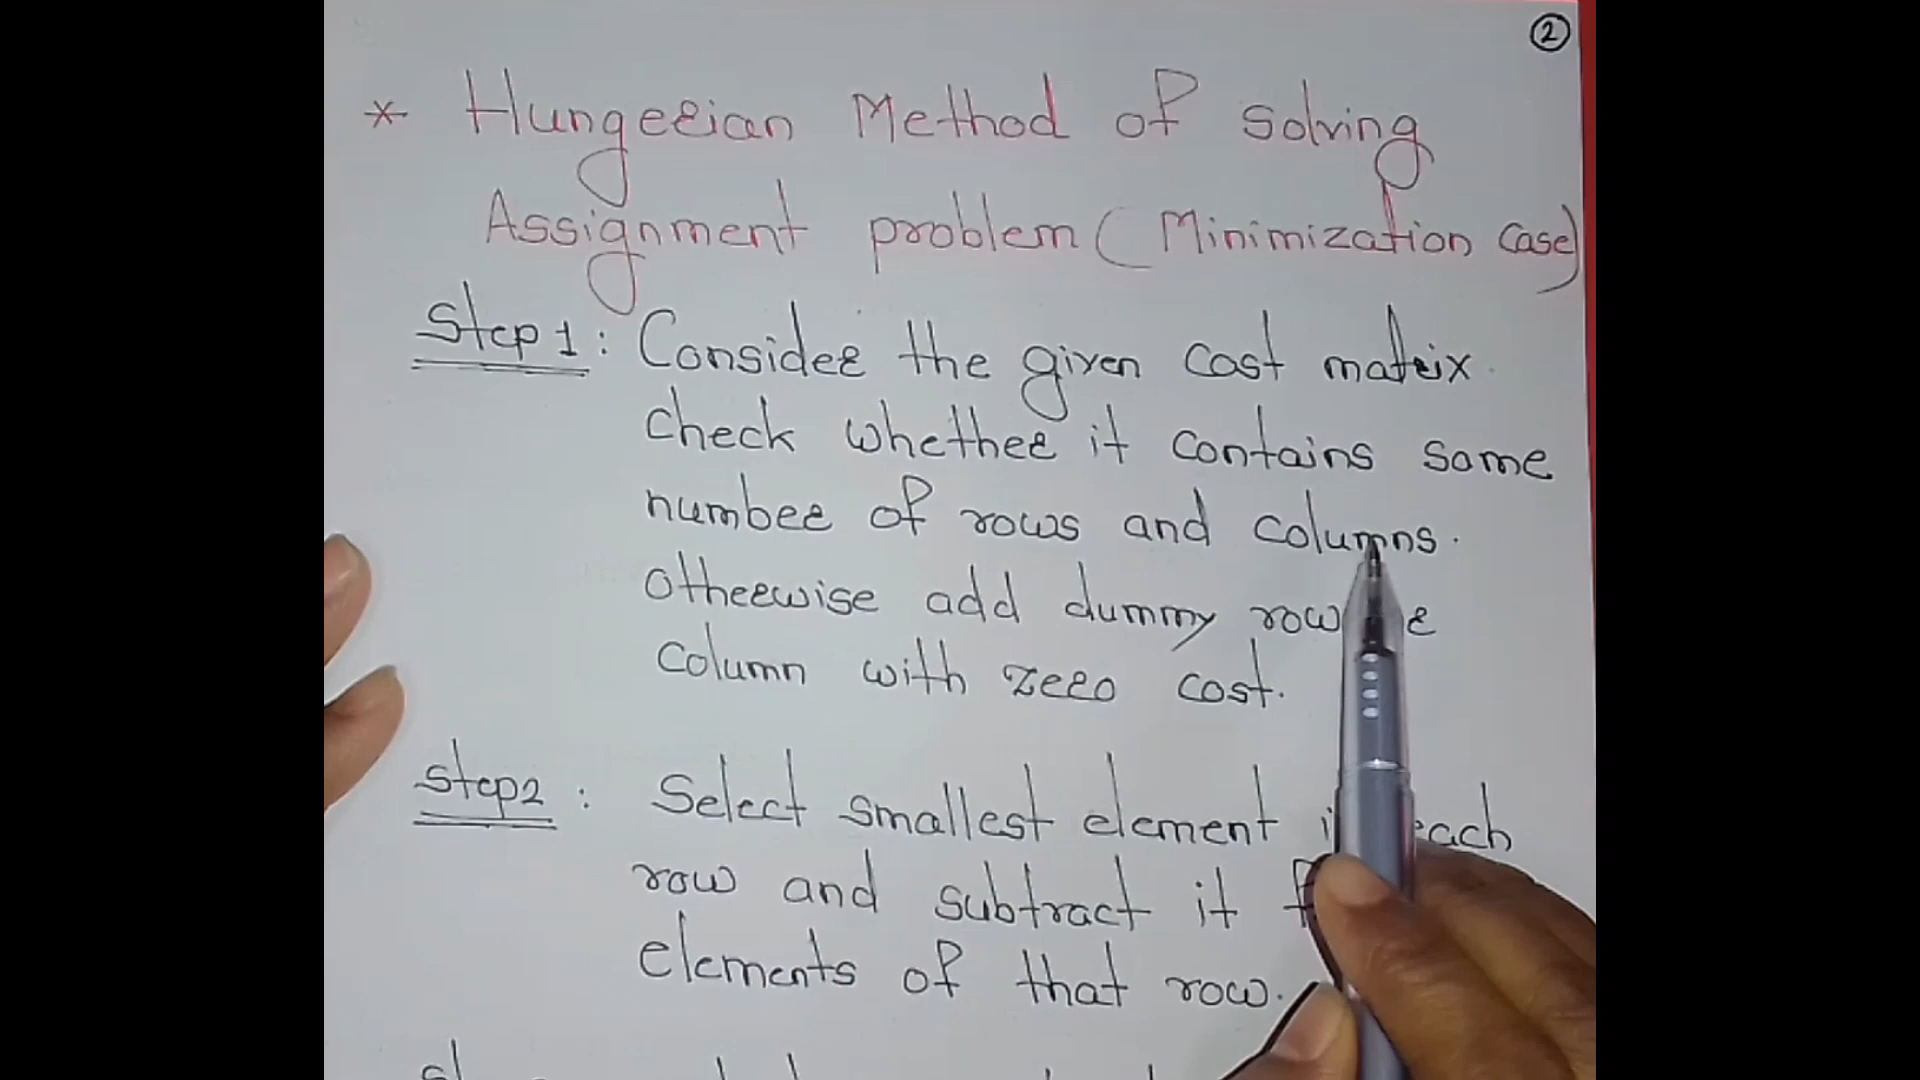 ②
* Hungerian Method of Solving
Assignment problem (Minimization Case)
Step 1: Consider the given cost matrix.
Check whether it contains same
number of rows and columns.
otherwise add dummy row
column with zero cost.
Step2: Select smallest element each
row and subtract it
elements of that row.